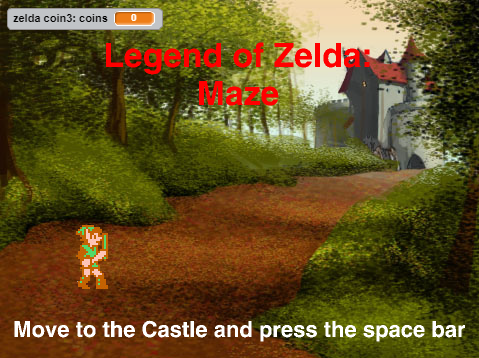 zelda coin3: coins 0
Legend of Zelda:
Maze
Move to the Castle and press the space bar